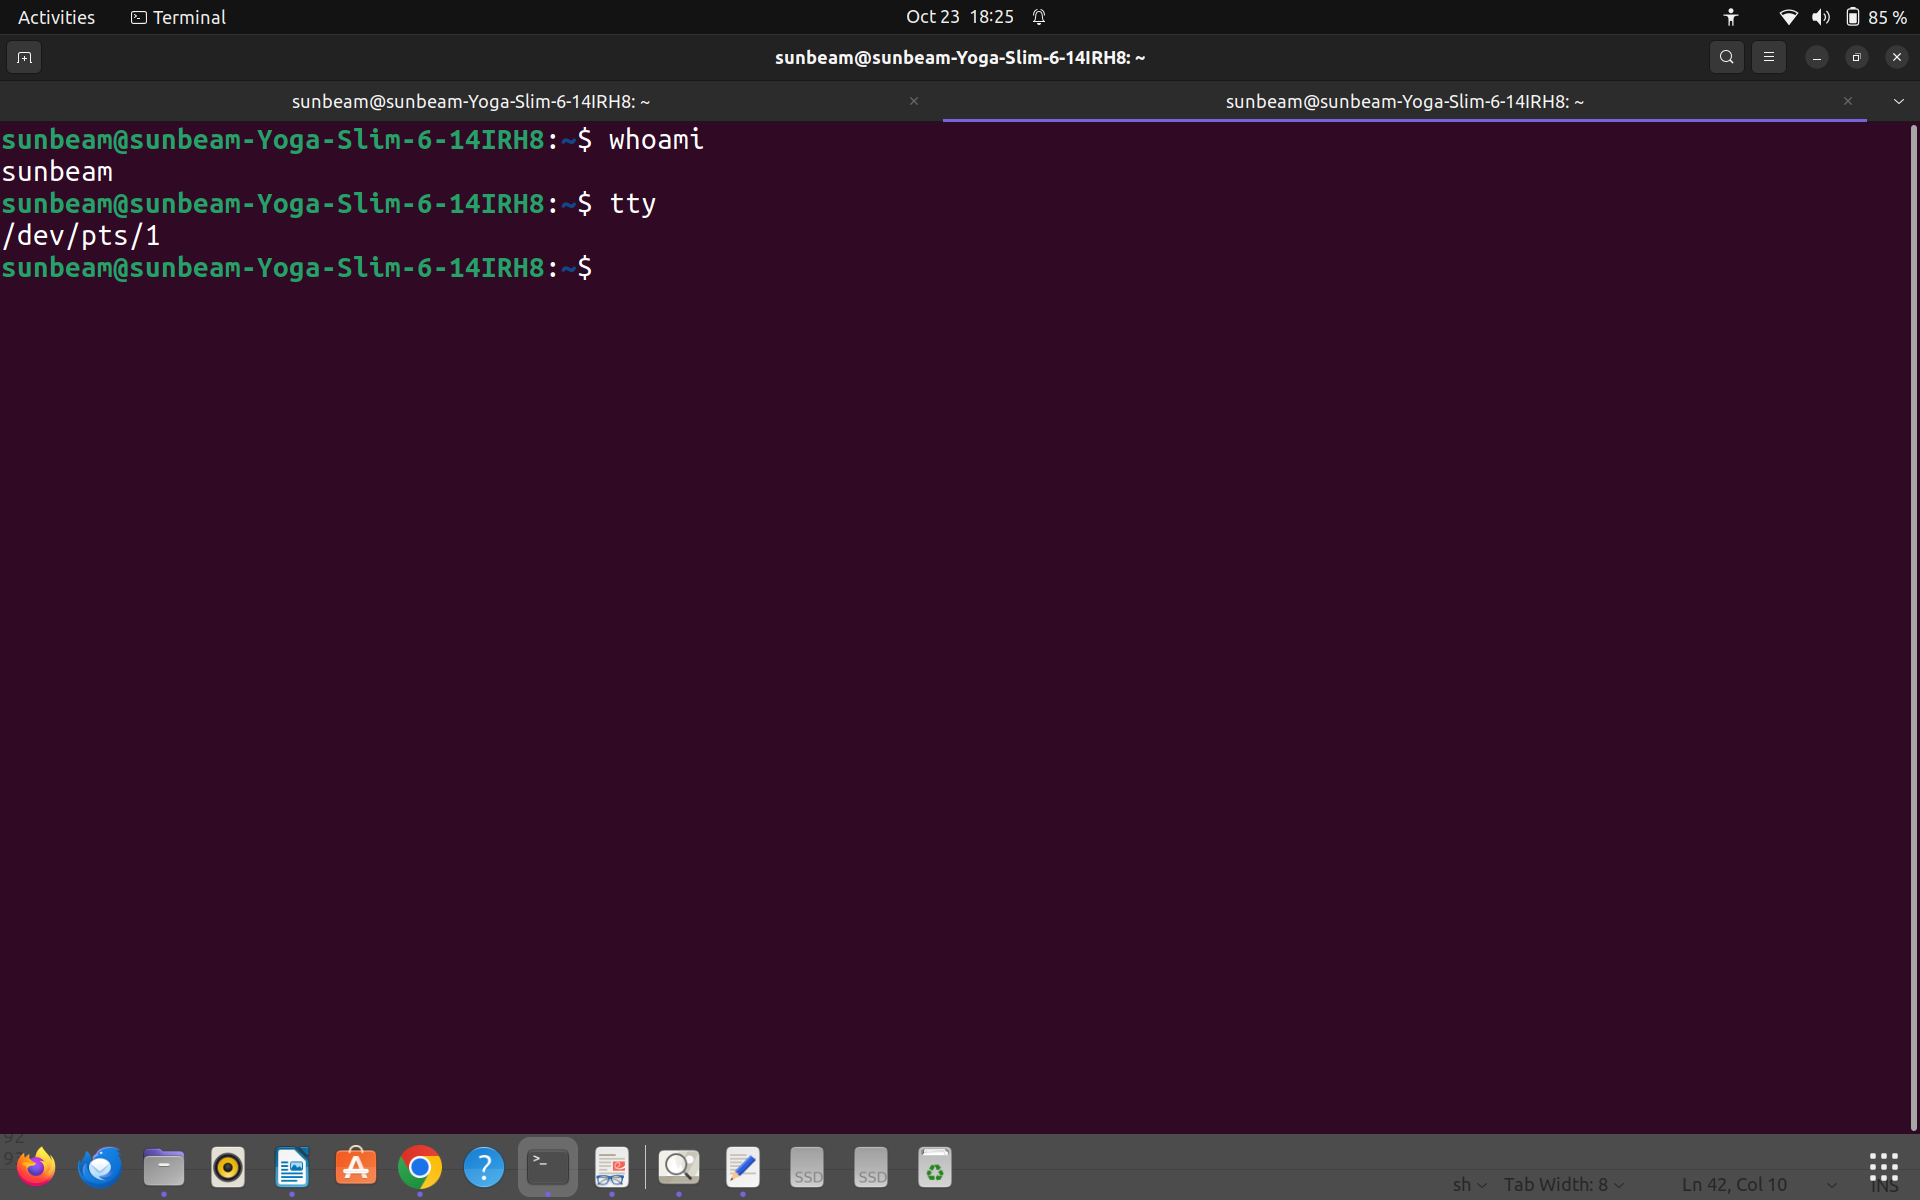 Activities Terminal Oct 23 18:25 85 %
sunbeam@sunbeam-Yoga-Slim-6-14IRH8: ~
sunbeam@sunbeam-Yoga-Slim-6-14IRH8: ~ × sunbeam@sunbeam-Yoga-Slim-6-14IRH8: ~ ×
sunbeam@sunbeam-Yoga-Slim-6-14IRH8:~$ whoami
sunbeam
sunbeam@sunbeam-Yoga-Slim-6-14IRH8:~$ tty
/dev/pts/1
sunbeam@sunbeam-Yoga-Slim-6-14IRH8:~$
92
>_ ? SSD SSD
sh Tab Width: 8 Ln 42, Col 10 INS